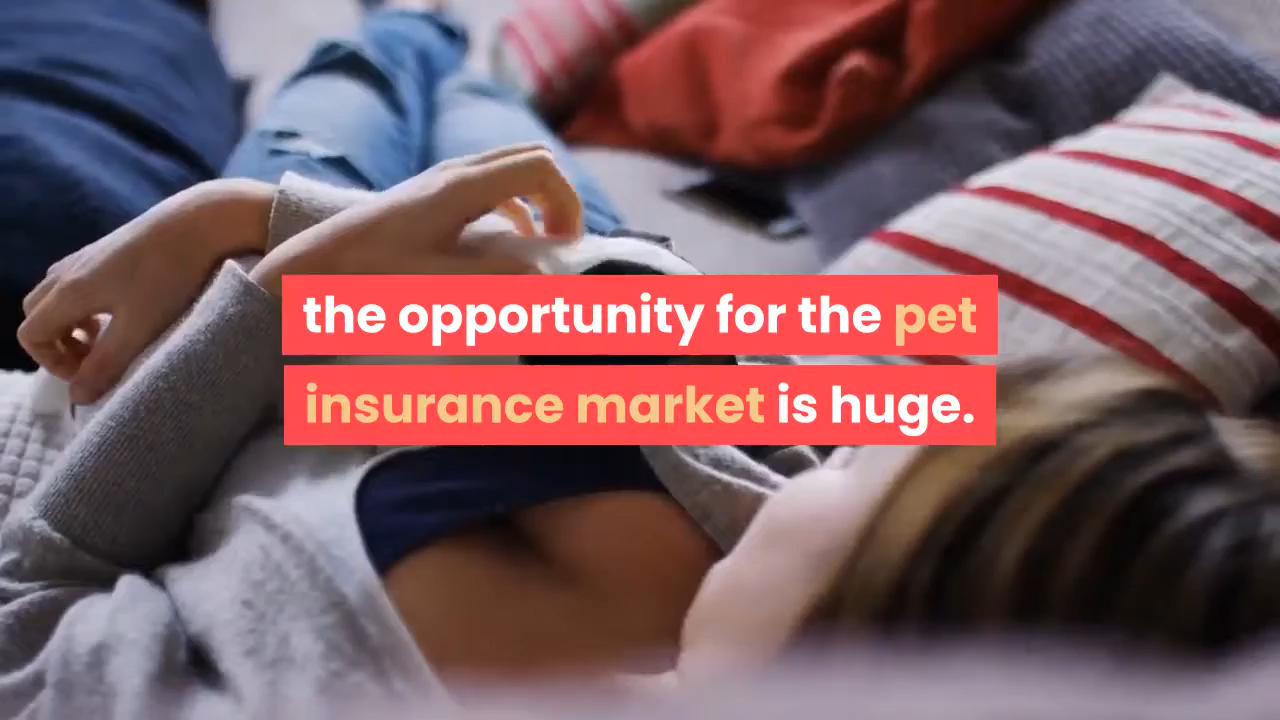 the opportunity for the pet
insurance market is huge.